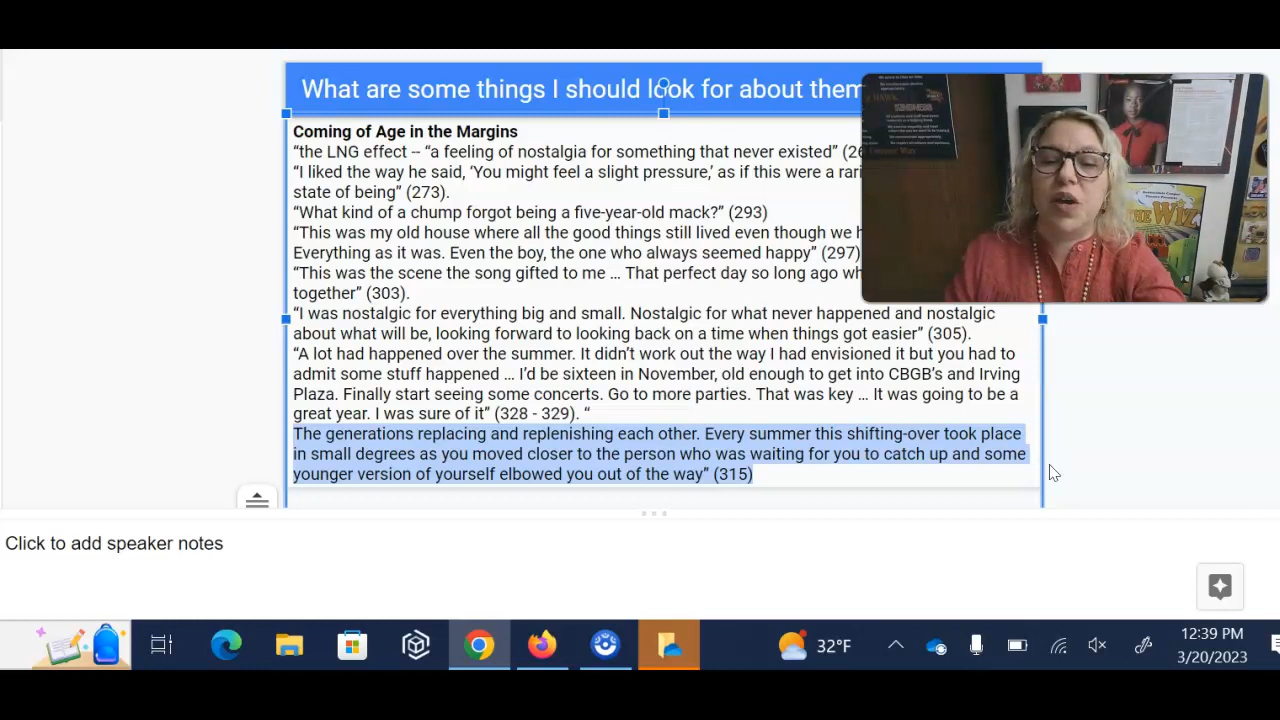 What are some things I should look for about them
Coming of Age in the Margins
“the LNG effect -- “a feeling of nostalgia for something that never existed” (26
“I liked the way he said, ‘You might feel a slight pressure,’ as if this were a rari
state of being” (273).
“What kind of a chump forgot being a five-year-old mack?” (293)
“This was my old house where all the good things still lived even though we h
Everything as it was. Even the boy, the one who always seemed happy” (297)
“This was the scene the song gifted to me … That perfect day so long ago wh
together” (303).
“I was nostalgic for everything big and small. Nostalgic for what never happened and nostalgic
about what will be, looking forward to looking back on a time when things got easier” (305).
“A lot had happened over the summer. It didn’t work out the way I had envisioned it but you had to
admit some stuff happened … I’d be sixteen in November, old enough to get into CBGB’s and Irving
Plaza. Finally start seeing some concerts. Go to more parties. That was key … It was going to be a
great year. I was sure of it” (328 - 329). “
The generations replacing and replenishing each other. Every summer this shifting-over took place
in small degrees as you moved closer to the person who was waiting for you to catch up and some
younger version of yourself elbowed you out of the way” (315)
KINDNESS
THE WIZ
Click to add speaker notes
32°F
12:39 PM
3/20/2023